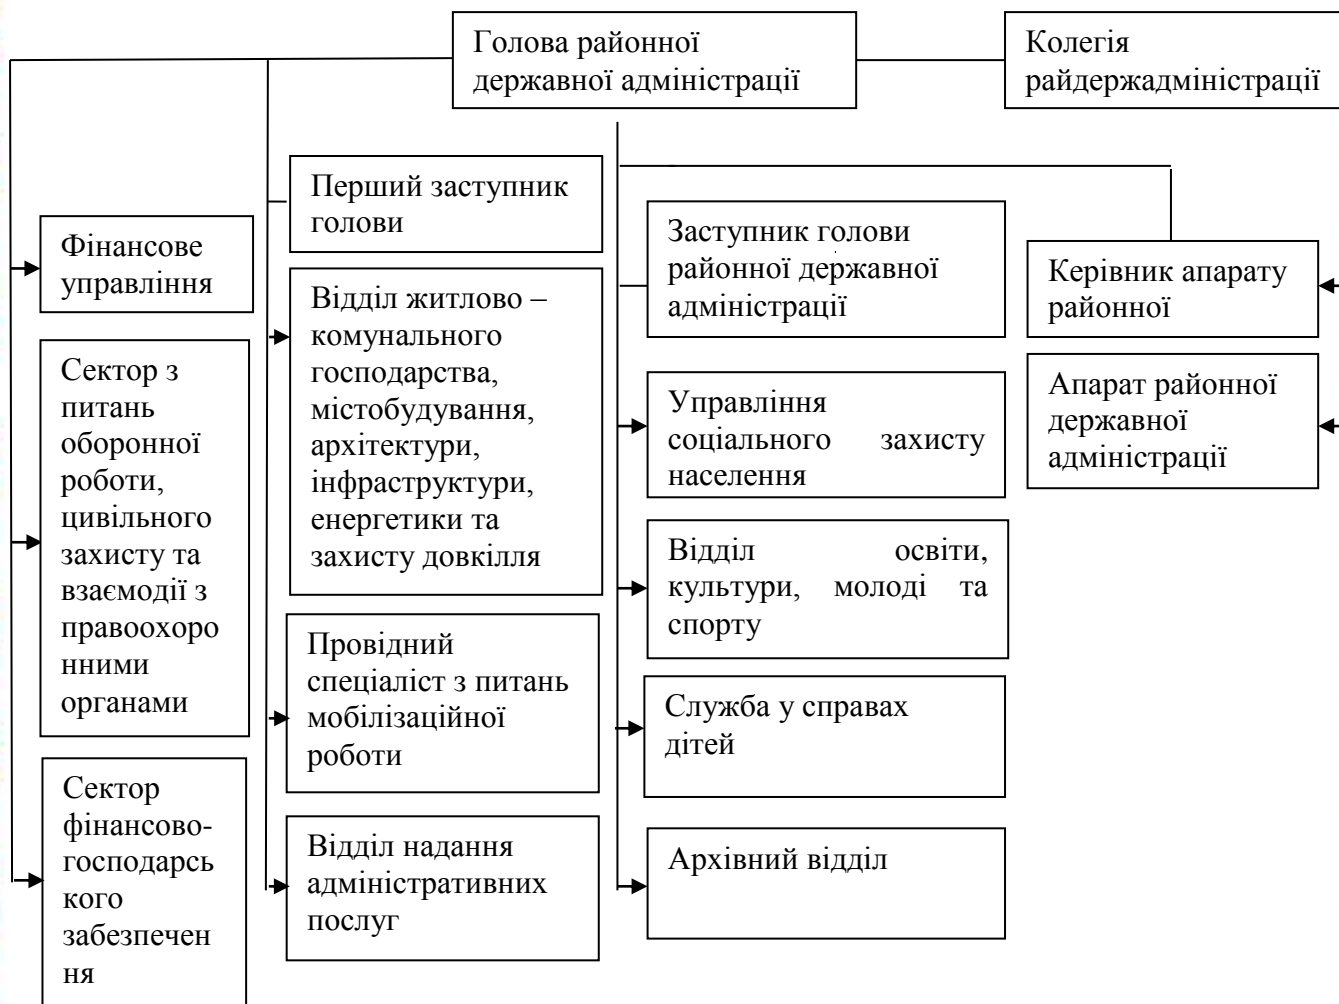 Голова районної
державної адміністрації
Колегія
райдержадміністрації
Фінансове
управління
Сектор з
питань
оборонної
роботи,
цивільного
захисту та
взаємодії з
правоохоро
нними
органами
Сектор
фінансово-
господарсь
кого
забезпечен
ня
Перший заступник
голови
Відділ житлово –
комунального
господарства,
містобудування,
архітектури,
інфраструктури,
енергетики та
захисту довкілля
Провідний
спеціаліст з питань
мобілізаційної
роботи
Відділ надання
адміністративних
послуг
Заступник голови
районної державної
адміністрації
Управління
соціального захисту
населення
Відділ освіти,
культури, молоді та
спорту
Служба у справах
дітей
Архівний відділ
Керівник апарату
районної
Апарат районної
державної
адміністрації